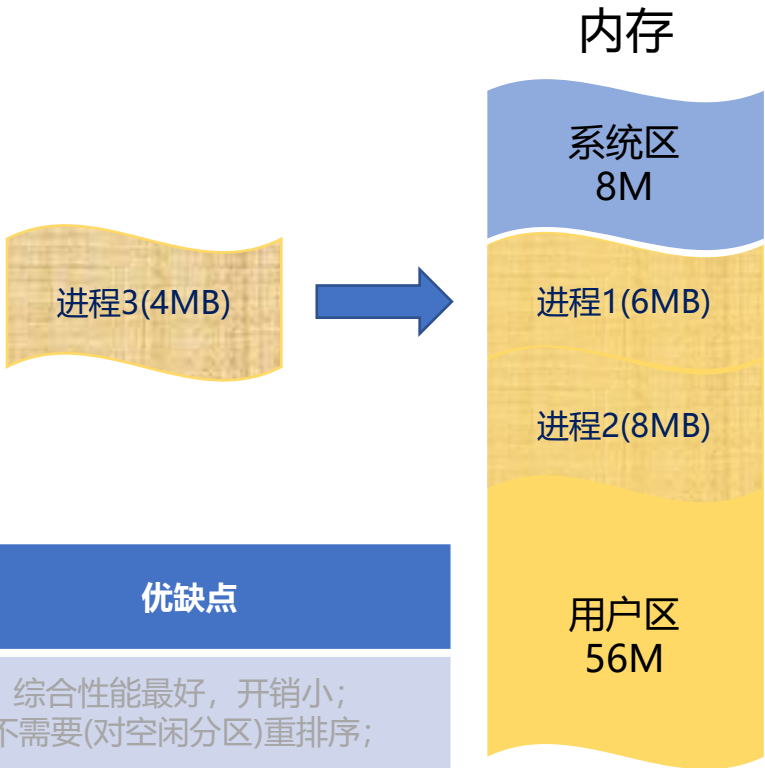 内存
系统区
8M
进程3(4MB)
进程1(6MB)
进程2(8MB)
用户区
56M
优缺点
综合性能最好，开销小；
不需要(对空闲分区)重排序；